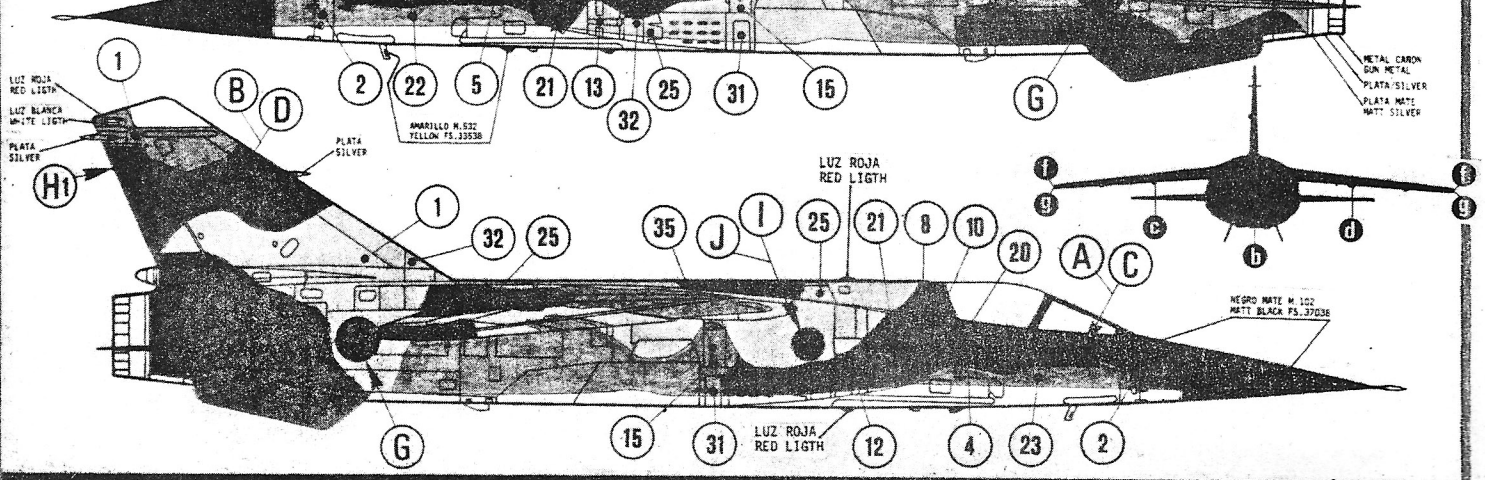 METAL CAÑON
GUN METAL
PLATA/SILVER
PLATA MATE
MATT SILVER
1
2
22
5
21
13
25
31
15
32
G
AMARILLO M.532
YELLOW FS.33538
LUZ ROJA
RED LIGTH
LUZ BLANCA
WHITE LIGTH
PLATA
SILVER
B
D
PLATA
SILVER
H1
LUZ ROJA
RED LIGTH
f
g
c
b
d
f
g
1
32
25
35
J
I
25
21
8
10
20
A
C
NEGRO MATE M.102
MATT BLACK FS.37038
G
15
31
LUZ ROJA
RED LIGTH
12
4
23
2